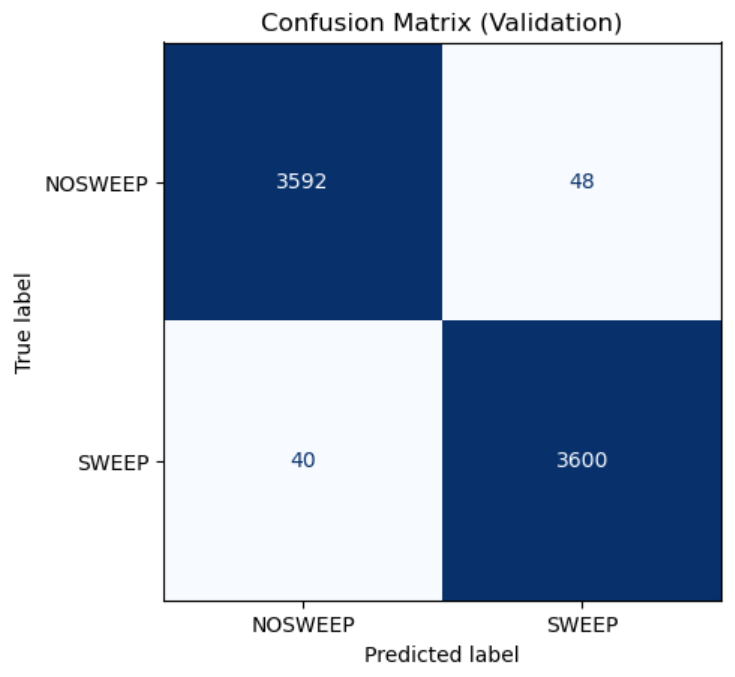 Confusion Matrix (Validation)
True label
NOSWEEP
3592
48
SWEEP
40
3600
NOSWEEP
SWEEP
Predicted label